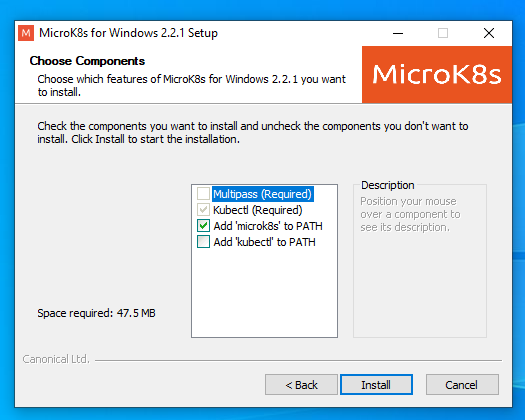 M MicroK8s for Windows 2.2.1 Setup
Choose Components
Choose which features of MicroK8s for Windows 2.2.1 you want
to install.
MicroK8s
Check the components you want to install and uncheck the components you don't want to
install. Click Install to start the installation.
Multipass (Required)
Kubectl (Required)
Add 'microk8s' to PATH
Add 'kubectl' to PATH
Description
Position your mouse
over a component to
see its description.
Space required: 47.5 MB
Canonical Ltd.
< Back
Install
Cancel